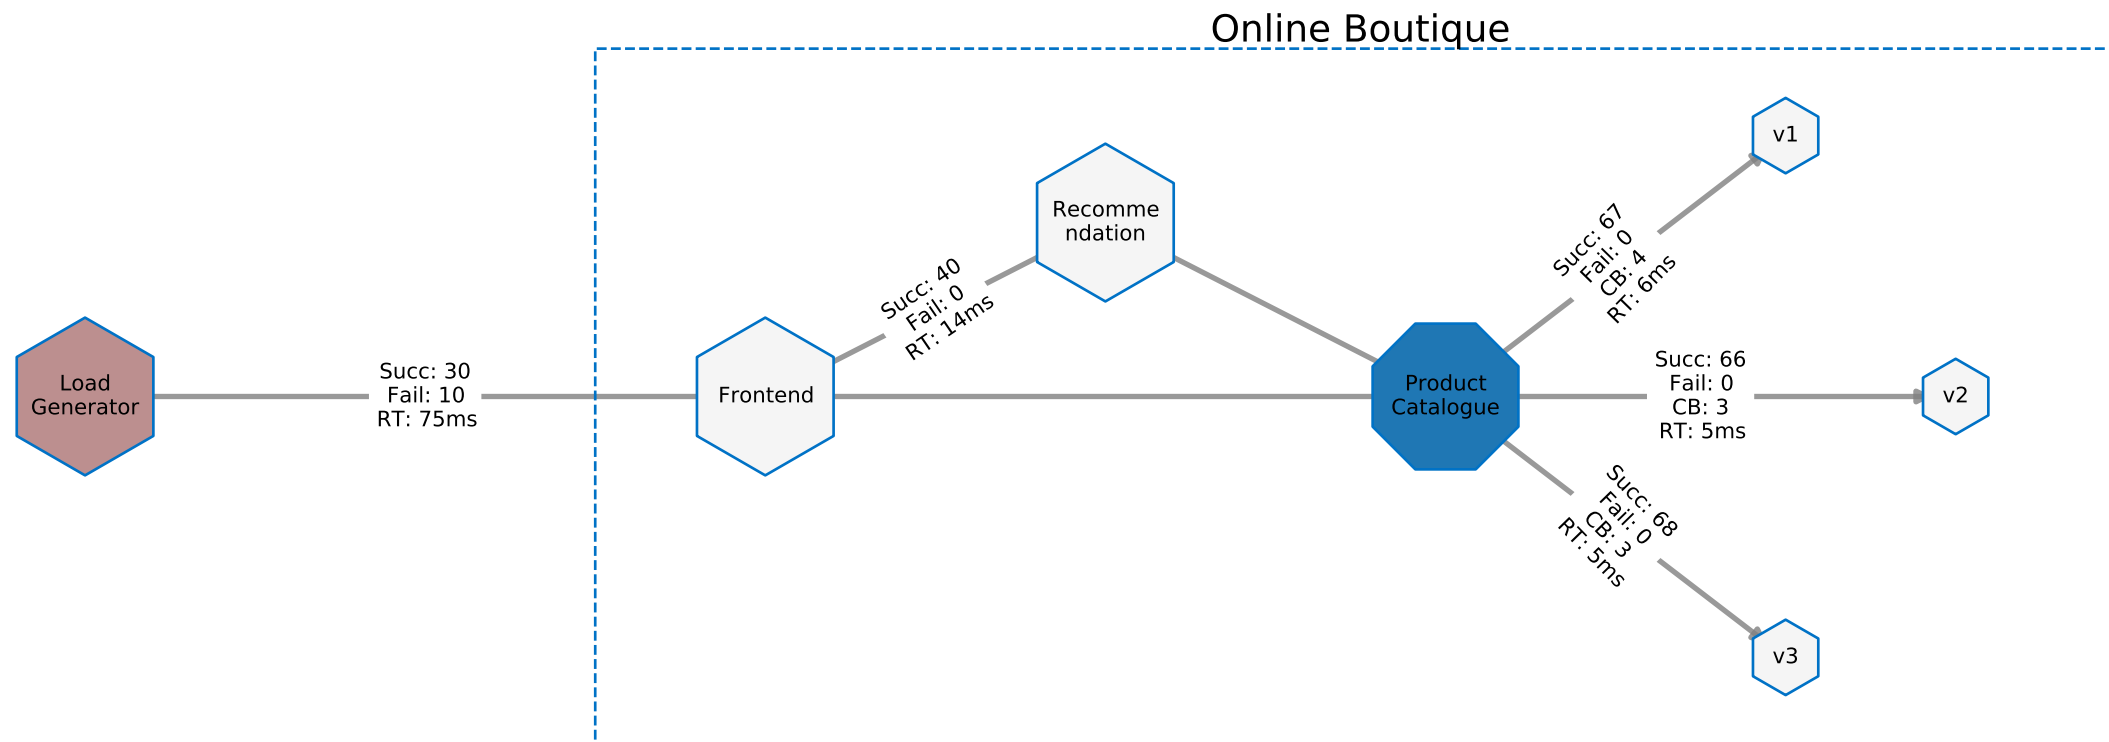 Online Boutique
Load
Generator
Succ: 30
Fail: 10
RT: 75ms
Frontend
Succ: 40
Fail: 0
RT: 14ms
Recomme
ndation
Product
Catalogue
Succ: 67
Fail: 0
CB: 4
RT: 6ms
v1
Succ: 66
Fail: 0
CB: 3
RT: 5ms
v2
Succ: 68
Fail: 0
CB: 3
RT: 5ms
v3